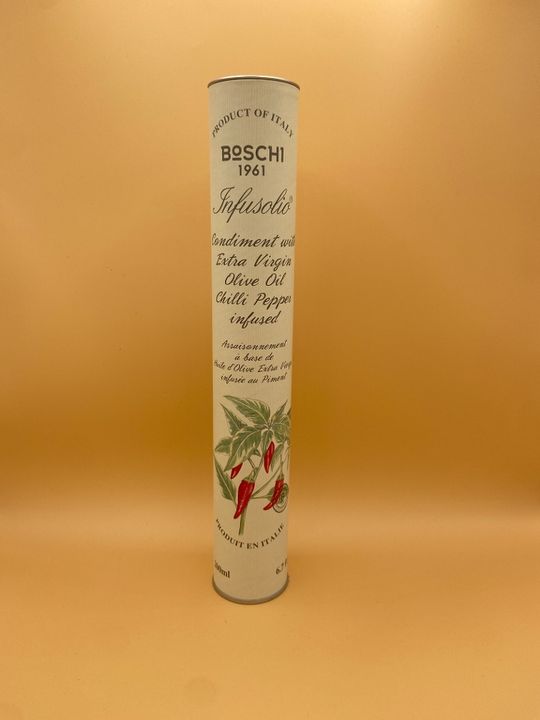 PRODUCT OF ITALY
BOSCHI
1961
Infusolio®
Condiment with
Extra Virgin
Olive Oil
Chilli Pepper
infused
Assaisonnement
à base de
Huile d'Olive Extra Vierge
infusée au Piment
PRODUIT EN ITALIE